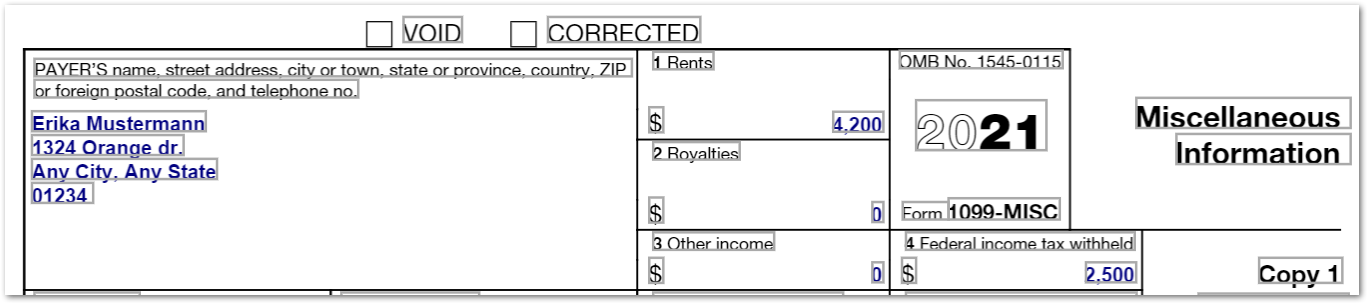 VOID CORRECTED
PAYER'S name, street address, city or town, state or province, country, ZIP
or foreign postal code, and telephone no.
Erika Mustermann
1324 Orange dr.
Any City, Any State
01234
1 Rents
$ 4,200
2 Royalties
$ 0
3 Other income
$ 0
OMB No. 1545-0115
2021
Form 1099-MISC
4 Federal income tax withheld
$ 2,500
Miscellaneous
Information
Copy 1